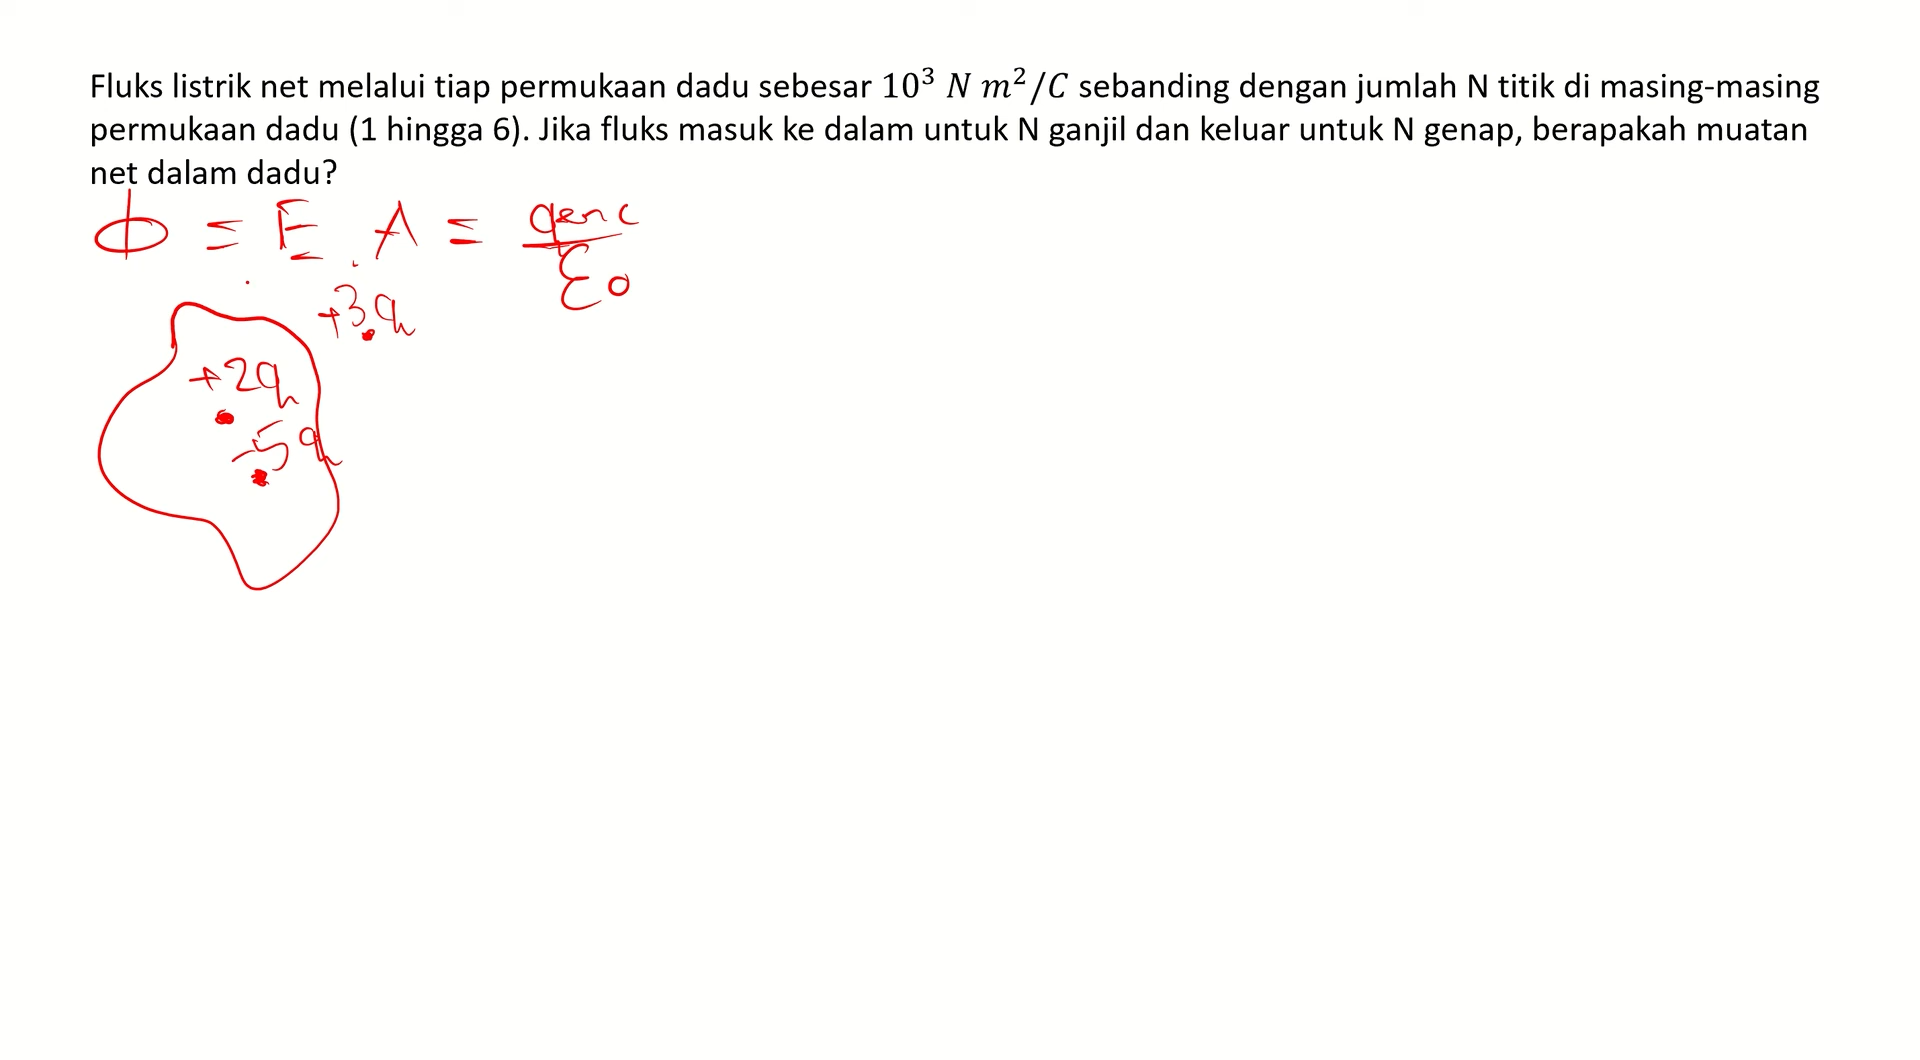 Fluks listrik net melalui tiap permukaan dadu sebesar 10³ N m²/C sebanding dengan jumlah N titik di masing-masing
permukaan dadu (1 hingga 6). Jika fluks masuk ke dalam untuk N ganjil dan keluar untuk N genap, berapakah muatan
net dalam dadu?
Φ = E . A = qenc / ε0
+3q
+2q
-5q